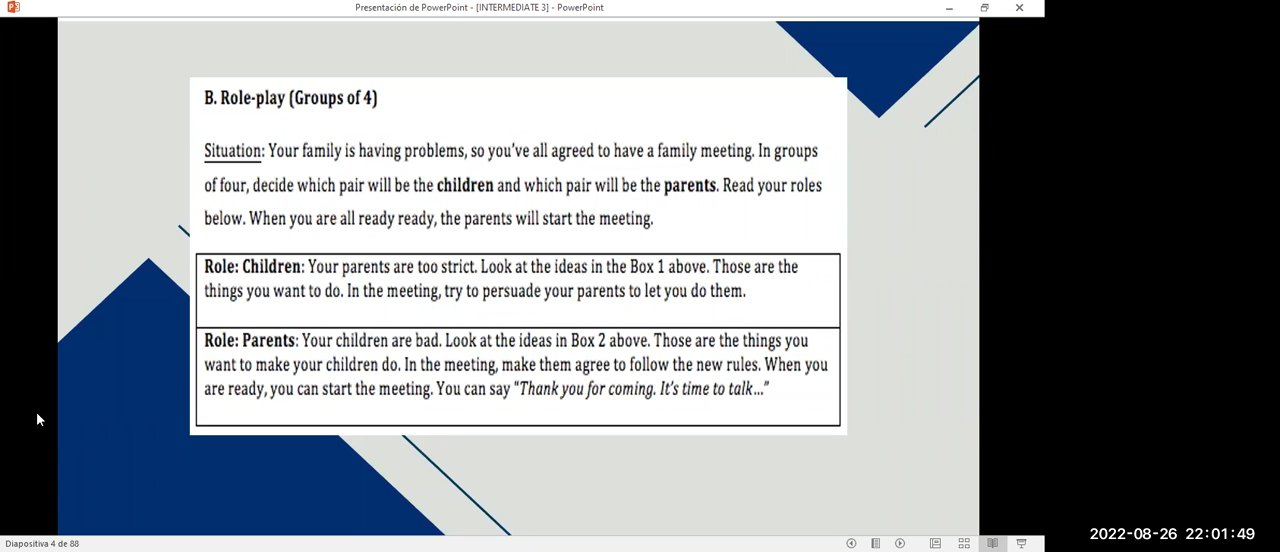 Presentación de PowerPoint - [INTERMEDIATE 3] - PowerPoint
B. Role-play (Groups of 4)
Situation: Your family is having problems, so you've all agreed to have a family meeting. In groups
of four, decide which pair will be the children and which pair will be the parents. Read your roles
below. When you are all ready ready, the parents will start the meeting.
Role: Children: Your parents are too strict. Look at the ideas in the Box 1 above. Those are the
things you want to do. In the meeting, try to persuade your parents to let you do them.
Role: Parents: Your children are bad. Look at the ideas in Box 2 above. Those are the things you
want to make your children do. In the meeting, make them agree to follow the new rules. When you
are ready, you can start the meeting. You can say "Thank you for coming. It's time to talk..."
Diapositiva 4 de 88
2022-08-26 22:01:49